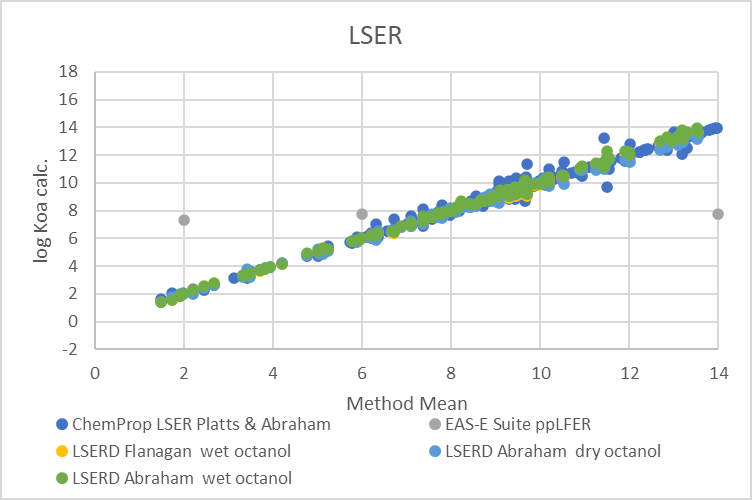 LSER
18
16
14
12
10
8
6
4
2
0
-2
log Koa calc.
0 2 4 6 8 10 12 14
Method Mean
ChemProp LSER Platts & Abraham EAS-E Suite ppLFER
LSERD Flanagan wet octanol LSERD Abraham dry octanol
LSERD Abraham wet octanol